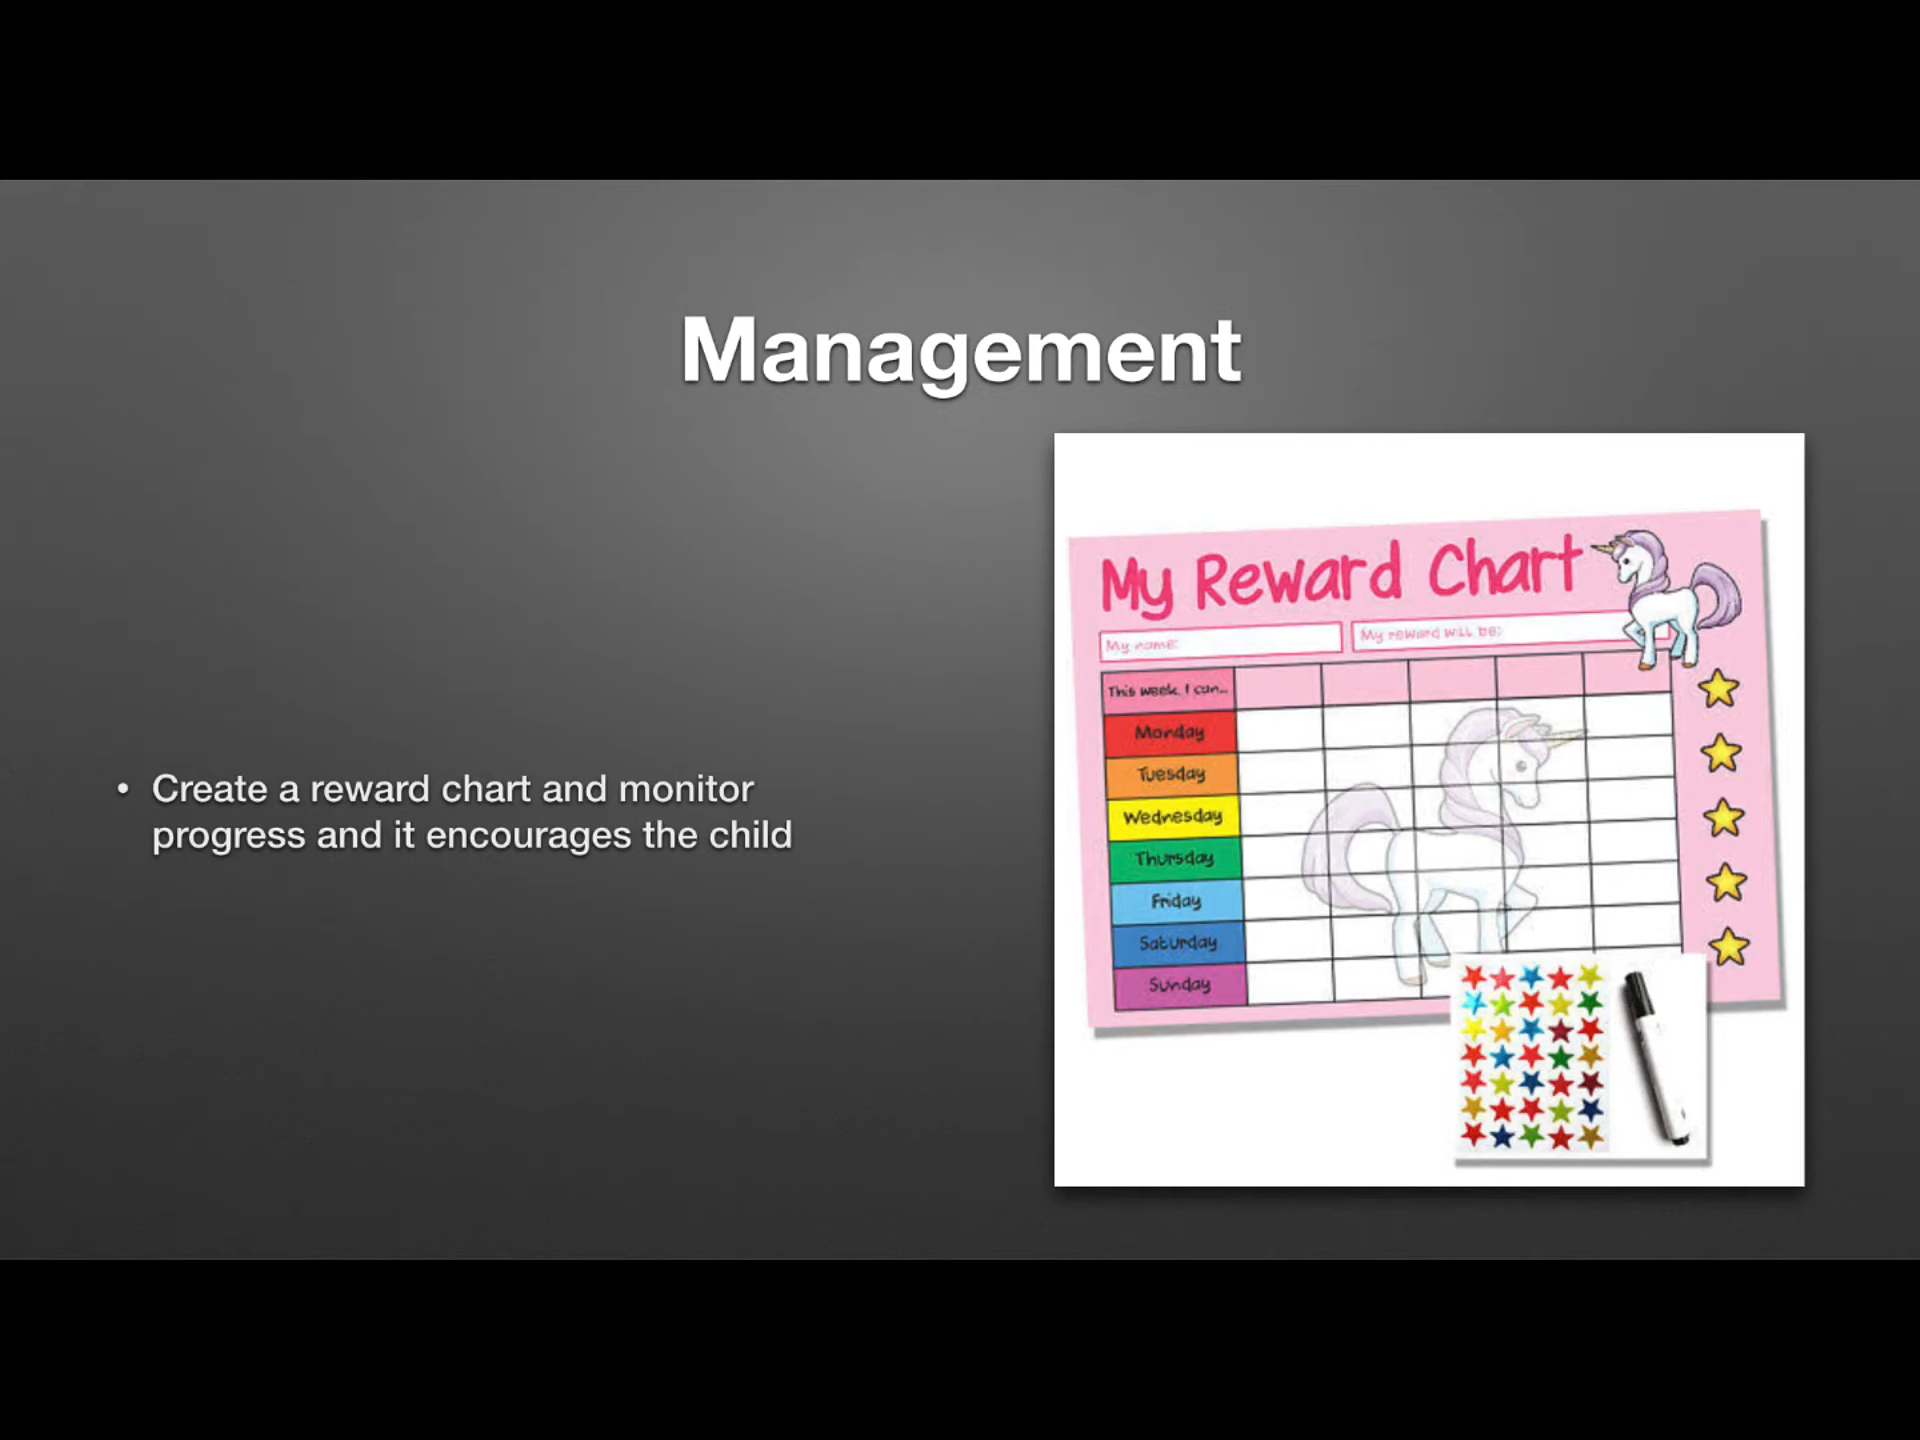 Management
• Create a reward chart and monitor
progress and it encourages the child
My Reward Chart
My name:
My reward will be:
This week, I can...
Monday
Tuesday
Wednesday
Thursday
Friday
Saturday
Sunday